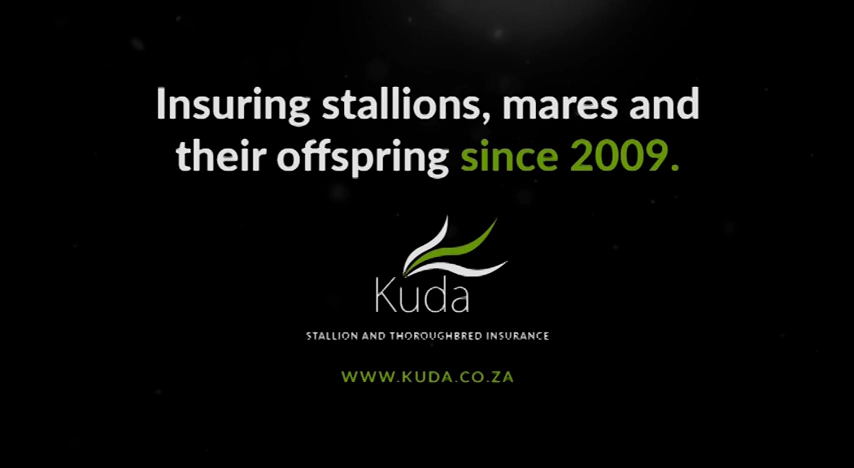 Insuring stallions, mares and
their offspring since 2009.
Kuda
STALLION AND THOROUGHBRED INSURANCE
WWW.KUDA.CO.ZA